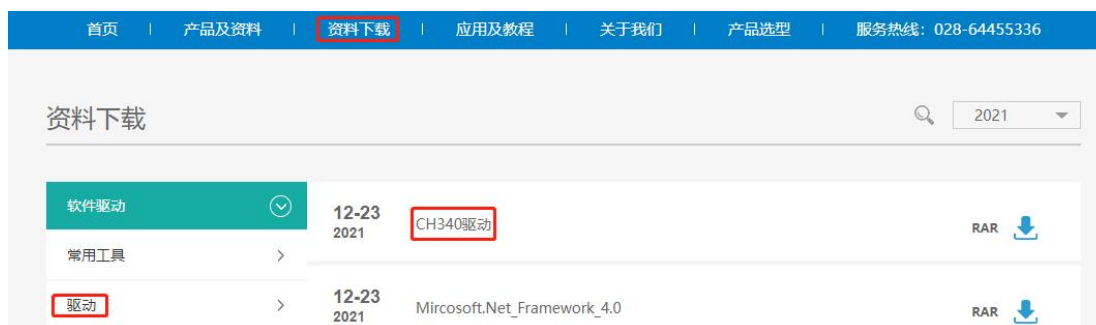 首页 | 产品及资料 | 资料下载 | 应用及教程 | 关于我们 | 产品选型 | 服务热线：028-64455336
资料下载
2021
软件驱动
常用工具
驱动
12-23
2021
CH340驱动
RAR
12-23
2021
Mircosoft.Net_Framework_4.0
RAR